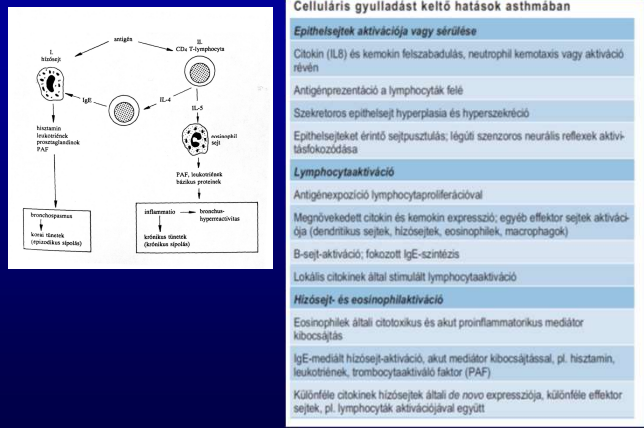 antigén
I.
hízósejt
II.
CD4 T-lymphocyta
IgE
IL-4
IL-5
eosinophil
sejt
hisztamin
leukotriének
prosztaglandinok
PAF
PAF, leukotriének
bázikus proteinek
bronchospasmus
korai tünetek
(epizodikus sípolás)
inflammatio
bronchus-
hyperreactivitas
krónikus tünetek
(krónikus sípolás)
Celluláris gyulladást keltő hatások asthmában
Epithelsejtek aktivációja vagy sérülése
Citokin (IL8) és kemokin felszabadulás, neutrophil kemotaxis vagy aktiváció
révén
Antigénprezentáció a lymphocyták felé
Szekretoros epithelsejt hyperplasia és hyperszekréció
Epithelsejteket érintő sejtpusztulás; légúti szenzoros neurális reflexek aktivi-
tásfokozódása
Lymphocytaaktiváció
Antigénexpozíció lymphocytaproliferációval
Megnövekedett citokin és kemokin expresszió; egyéb effektor sejtek aktiváci-
ója (dendritikus sejtek, hízósejtek, eosinophilek, macrophagok)
B-sejt-aktiváció; fokozott IgE-szintézis
Lokális citokinek által stimulált lymphocytaaktiváció
Hízósejt- és eosinophilaktiváció
Eosinophilek általi citotoxikus és akut proinflammatorikus mediátor
kibocsájtás
IgE-mediált hízósejt-aktiváció, akut mediátor kibocsájtással, pl. hisztamin,
leukotriének, trombocytaaktiváló faktor (PAF)
Különféle citokinek hízósejtek általi de novo expressziója, különféle effektor
sejtek, pl. lymphocyták aktivációjával együtt